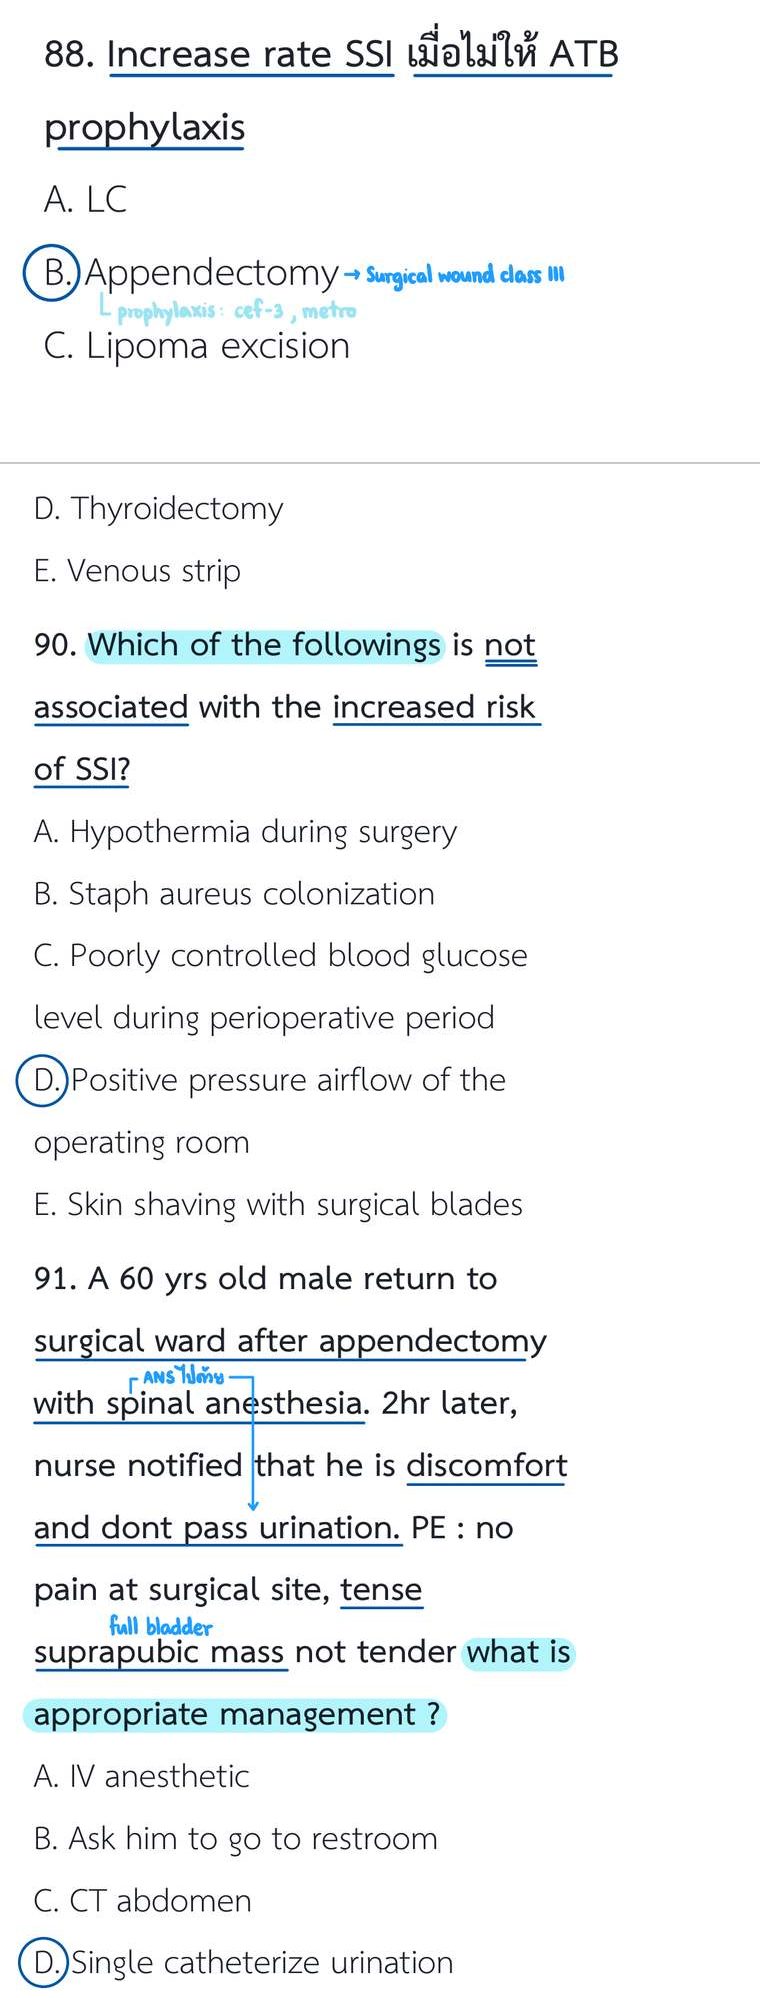 88. Increase rate SSI เมื่อไม่ให้ ATB
prophylaxis
A. LC
B. Appendectomy → Surgical wound class III
prophylaxis: cef-3, metro
C. Lipoma excision
D. Thyroidectomy
E. Venous strip
90. Which of the followings is not
associated with the increased risk
of SSI?
A. Hypothermia during surgery
B. Staph aureus colonization
C. Poorly controlled blood glucose
level during perioperative period
D. Positive pressure airflow of the
operating room
E. Skin shaving with surgical blades
91. A 60 yrs old male return to
surgical ward after appendectomy
ANS ไปด้วย
with spinal anesthesia. 2hr later,
nurse notified that he is discomfort
and dont pass urination. PE : no
pain at surgical site, tense
full bladder
suprapubic mass not tender what is
appropriate management ?
A. IV anesthetic
B. Ask him to go to restroom
C. CT abdomen
D. Single catheterize urination